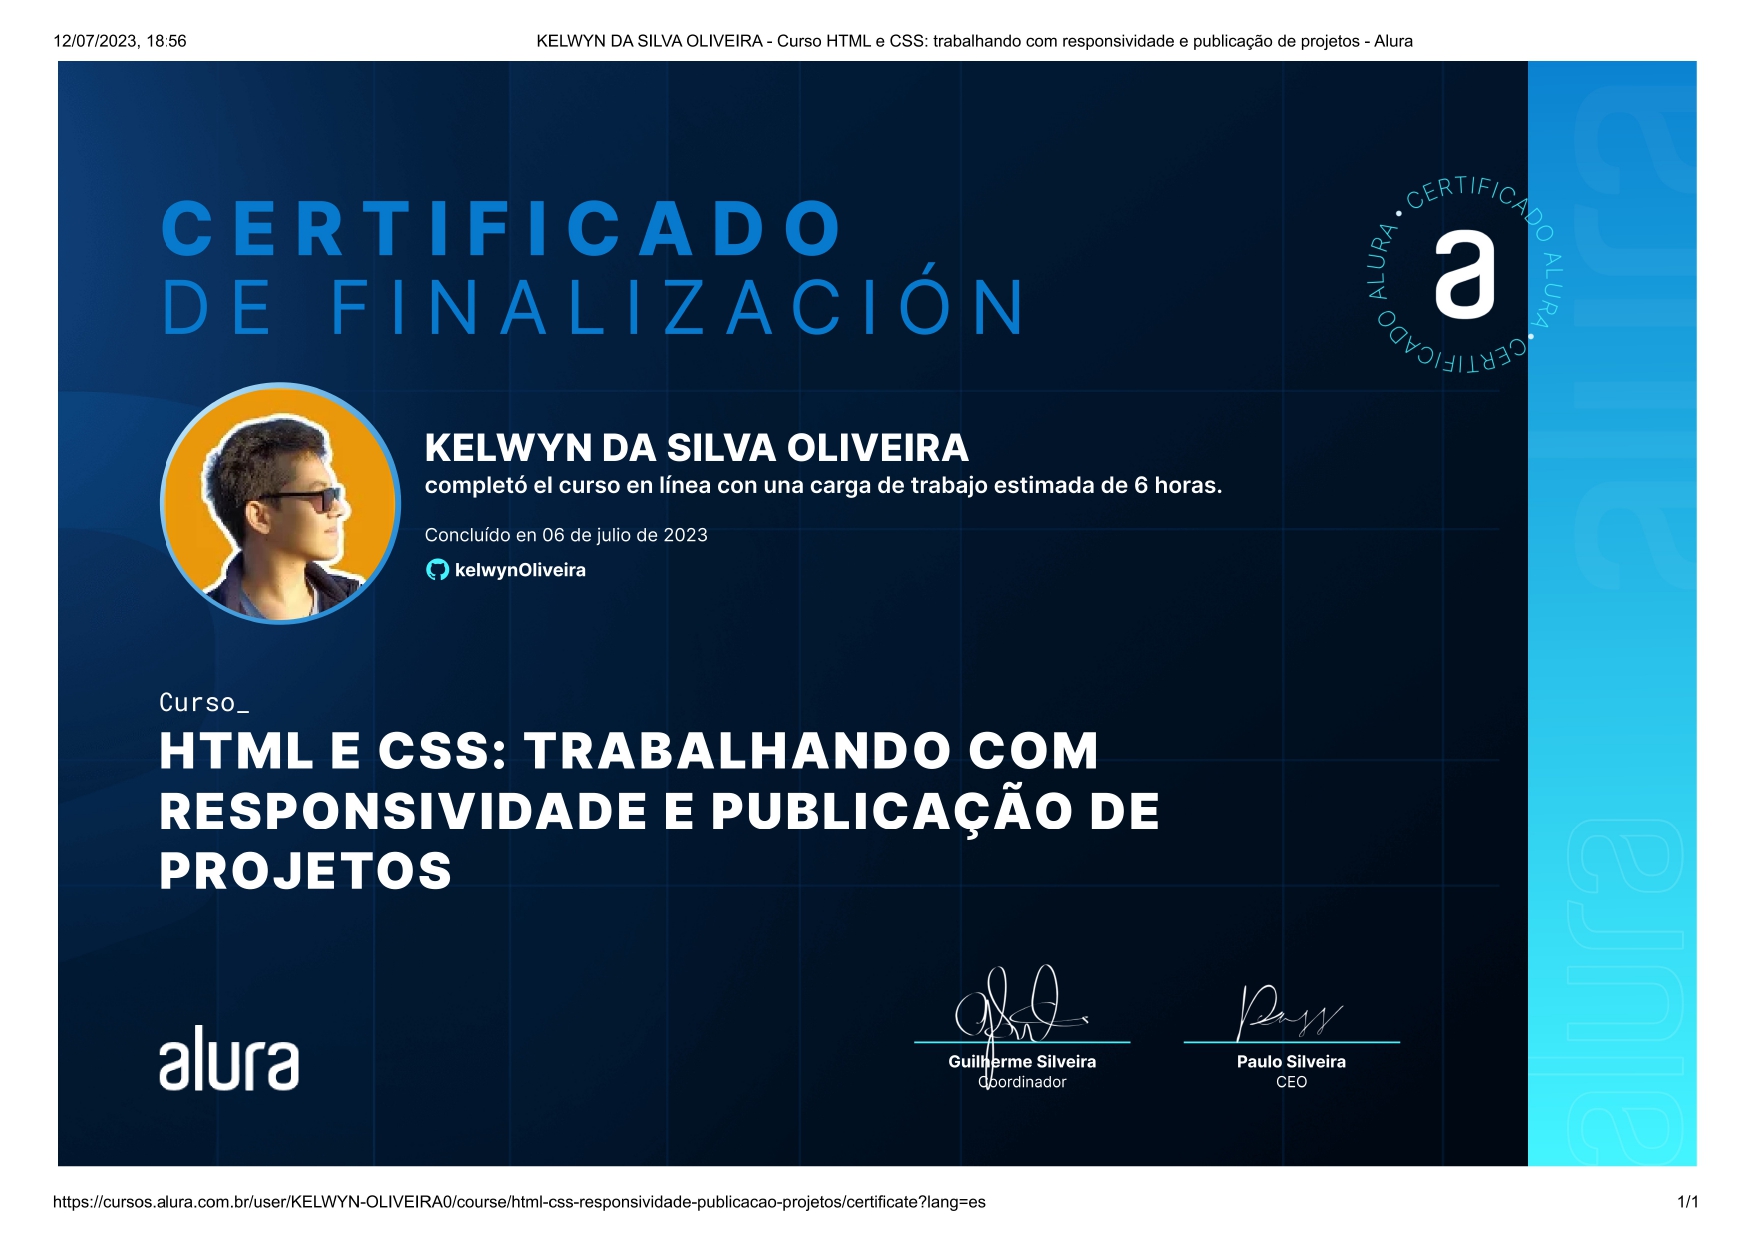 12/07/2023, 18:56
KELWYN DA SILVA OLIVEIRA - Curso HTML e CSS: trabalhando com responsividade e publicação de projetos - Alura
CERTIFICADO
DE FINALIZACIÓN
CERTIFICADO ALURA • CERTIFICADO ALURA •
a
KELWYN DA SILVA OLIVEIRA
completó el curso en línea con una carga de trabajo estimada de 6 horas.
Concluído en 06 de julio de 2023
kelwynOliveira
Curso_
HTML E CSS: TRABALHANDO COM
RESPONSIVIDADE E PUBLICAÇÃO DE
PROJETOS
alura
Guilherme Silveira
Coordinador
Paulo Silveira
CEO
alura
alura
https://cursos.alura.com.br/user/KELWYN-OLIVEIRA0/course/html-css-responsividade-publicacao-projetos/certificate?lang=es
1/1